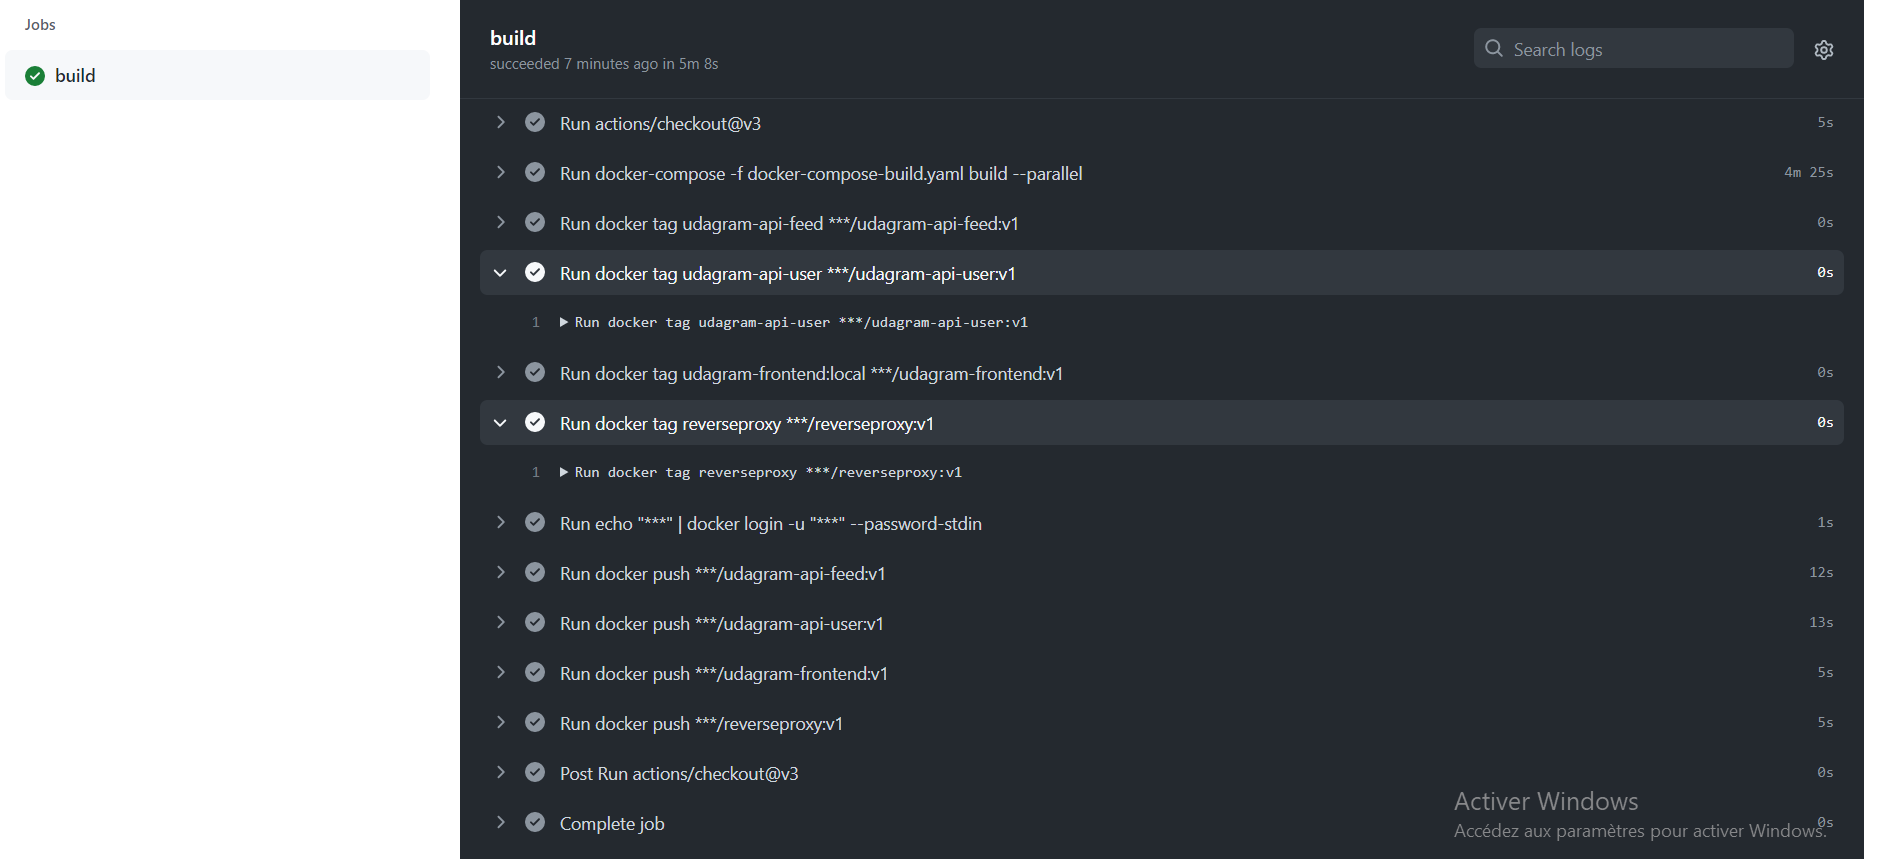 Jobs
build
build
succeeded 7 minutes ago in 5m 8s
Search logs
Run actions/checkout@v3 5s
Run docker-compose -f docker-compose-build.yaml build --parallel 4m 25s
Run docker tag udagram-api-feed ***/udagram-api-feed:v1 0s
Run docker tag udagram-api-user ***/udagram-api-user:v1 0s
1 Run docker tag udagram-api-user ***/udagram-api-user:v1
Run docker tag udagram-frontend:local ***/udagram-frontend:v1 0s
Run docker tag reverseproxy ***/reverseproxy:v1 0s
1 Run docker tag reverseproxy ***/reverseproxy:v1
Run echo "***" | docker login -u "***" --password-stdin 1s
Run docker push ***/udagram-api-feed:v1 12s
Run docker push ***/udagram-api-user:v1 13s
Run docker push ***/udagram-frontend:v1 5s
Run docker push ***/reverseproxy:v1 5s
Post Run actions/checkout@v3 0s
Complete job 0s
Activer Windows
Accédez aux paramètres pour activer Windows.